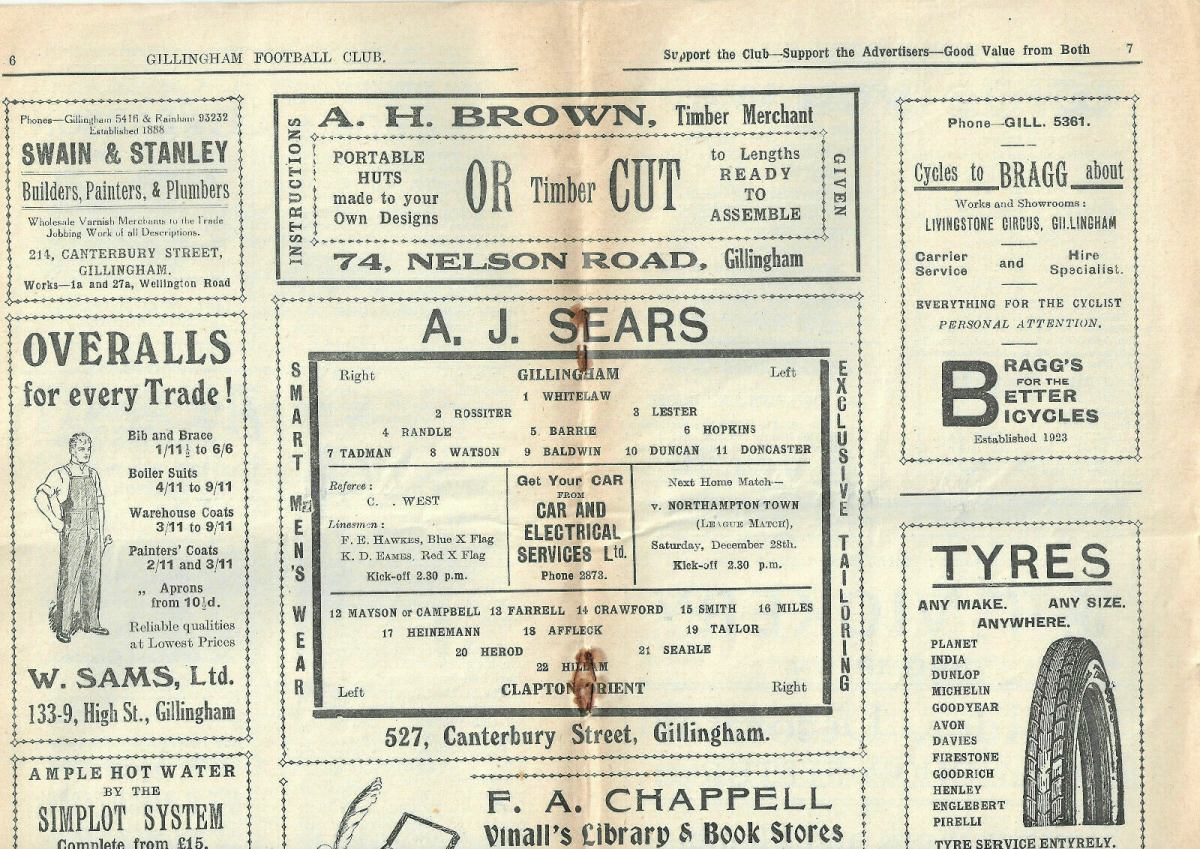 6
GILLINGHAM FOOTBALL CLUB.
Support the Club—Support the Advertisers—Good Value from Both
7
Phones—Gillingham 5416 & Rainham 93232
Established 1888
SWAIN & STANLEY
Builders, Painters, & Plumbers
Wholesale Varnish Merchants to the Trade
Jobbing Work of all Descriptions.
214, CANTERBURY STREET,
GILLINGHAM.
Works—1a and 27a, Wellington Road
OVERALLS
for every Trade!
Bib and Brace
1/11½ to 6/6
Boiler Suits
4/11 to 9/11
Warehouse Coats
3/11 to 9/11
Painters' Coats
2/11 and 3/11
„ Aprons
from 10½d.
Reliable qualities
at Lowest Prices
W. SAMS, Ltd.
133-9, High St., Gillingham
AMPLE HOT WATER
BY THE
SIMPLOT SYSTEM
Complete from £15.
A. H. BROWN, Timber Merchant
INSTRUCTIONS
PORTABLE
HUTS
made to your
Own Designs
OR Timber CUT
to Lengths
READY
TO
ASSEMBLE
GIVEN
74, NELSON ROAD, Gillingham
A. J. SEARS
SMART MEN'S WEAR
EXCLUSIVE TAILORING
Right GILLINGHAM Left
1 WHITELAW
2 ROSSITER 3 LESTER
4 RANDLE 5 BARRIE 6 HOPKINS
7 TADMAN 8 WATSON 9 BALDWIN 10 DUNCAN 11 DONCASTER
Referee :
C. . WEST
Linesmen :
F. E. HAWKES, Blue X Flag
K. D. EAMES, Red X Flag
Kick-off 2.30 p.m.
Get Your CAR
FROM
CAR AND
ELECTRICAL
SERVICES Ltd.
Phone 2873.
Next Home Match—
v. NORTHAMPTON TOWN
(LEAGUE MATCH),
Saturday, December 28th.
Kick-off 2.30 p.m.
12 MAYSON or CAMPBELL 13 FARRELL 14 CRAWFORD 15 SMITH 16 MILES
17 HEINEMANN 18 AFFLECK 19 TAYLOR
20 HEROD 21 SEARLE
22 HILLAM
Left CLAPTON ORIENT Right
527, Canterbury Street, Gillingham.
F. A. CHAPPELL
Vinall's Library & Book Stores
Phone—GILL. 5361.
Cycles to BRAGG about
Works and Showrooms :
LIVINGSTONE CIRCUS, GILLINGHAM
Carrier
Service
and
Hire
Specialist.
EVERYTHING FOR THE CYCLIST
PERSONAL ATTENTION.
BRAGG'S
FOR THE
BETTER
BICYCLES
Established 1923
TYRES
ANY MAKE. ANY SIZE.
ANYWHERE.
PLANET
INDIA
DUNLOP
MICHELIN
GOODYEAR
AVON
DAVIES
FIRESTONE
GOODRICH
HENLEY
ENGLEBERT
PIRELLI
TYRE SERVICE ENTYRELY.